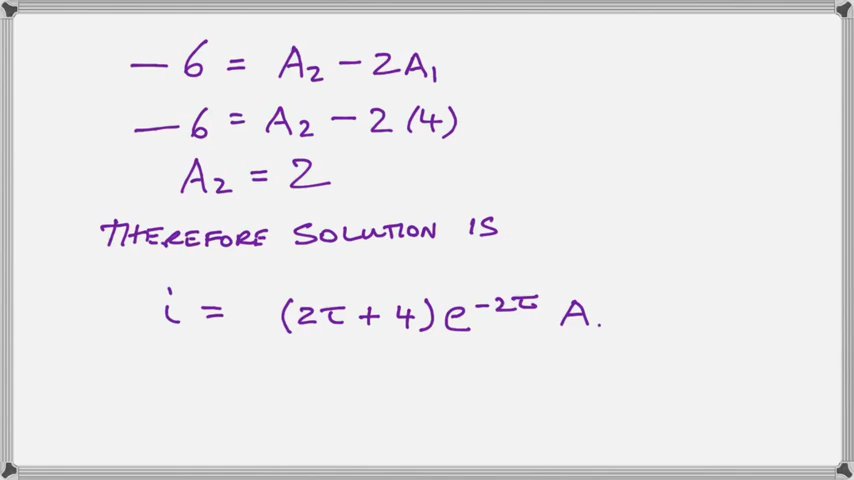 — 6 = A₂ − 2A₁
— 6 = A₂ − 2 (4)
A₂ = 2
THEREFORE SOLUTION IS
i = (2τ + 4) e⁻²τ A.